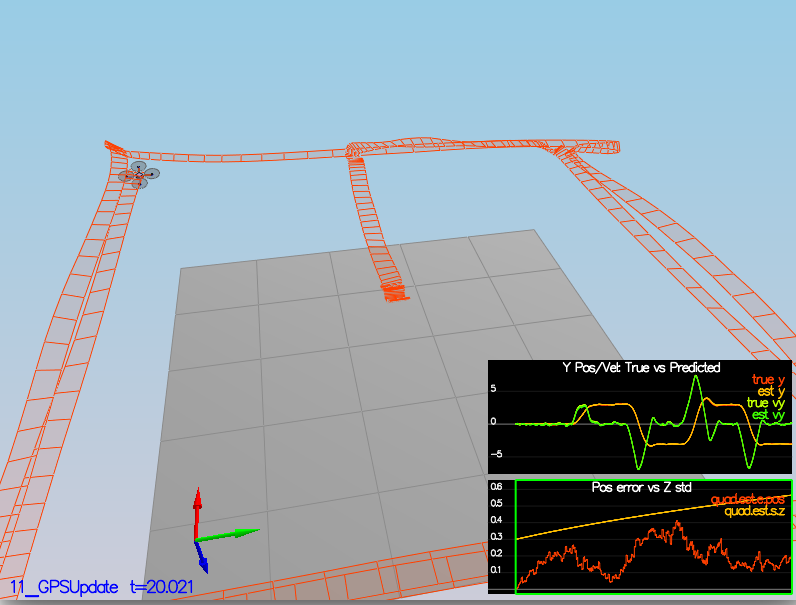 Y Pos/Vel: True vs Predicted
true y
est y
true vy
est vy
5
0
-5
Pos error vs Z std
quad.est.e.pos
quad.est.s.z
0.6
0.5
0.4
0.3
0.2
0.1
11_GPSUpdate t=20.021